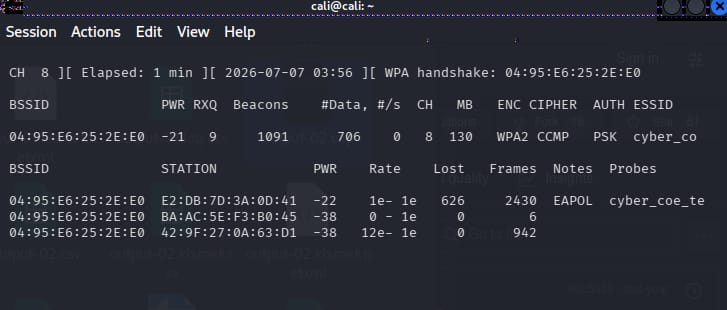 cali@cali: ~
Session Actions Edit View Help
CH 8 ][ Elapsed: 1 min ][ 2026-07-07 03:56 ][ WPA handshake: 04:95:E6:25:2E:E0
BSSID PWR RXQ Beacons #Data, #/s CH MB ENC CIPHER AUTH ESSID
04:95:E6:25:2E:E0 -21 9 1091 706 0 8 130 WPA2 CCMP PSK cyber_co
BSSID STATION PWR Rate Lost Frames Notes Probes
04:95:E6:25:2E:E0 E2:DB:7D:3A:0D:41 -22 1e- 1e 626 2430 EAPOL cyber_coe_te
04:95:E6:25:2E:E0 BA:AC:5E:F3:B0:45 -38 0 - 1e 0 6
04:95:E6:25:2E:E0 42:9F:27:0A:63:D1 -38 12e- 1e 0 942